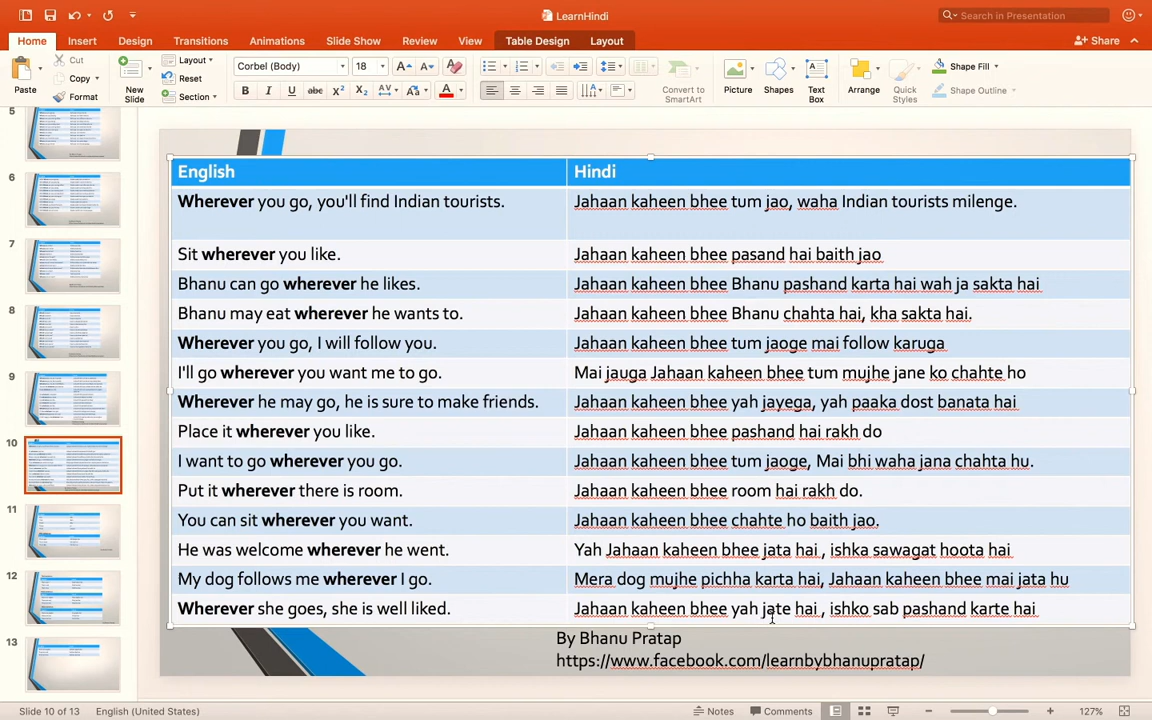 LearnHindi
Search in Presentation
Home Insert Design Transitions Animations Slide Show Review View Table Design Layout Share
Paste Cut Copy Format New Slide Layout Reset Section Corbel (Body) 18 Convert to SmartArt Picture Shapes Text Box Arrange Quick Styles Shape Fill Shape Outline
English Hindi
Wherever you go, you'll find Indian tourists. Jahaan kaheen bhee tum jao, waha Indian tourists milenge.
Sit wherever you like. Jahaan kaheen bhee pasand hai baith jao
Bhanu can go wherever he likes. Jahaan kaheen bhee Bhanu pashand karta hai wah ja sakta hai
Bhanu may eat wherever he wants to. Jahaan kaheen bhee Bhanu chahta hai, kha sakta hai.
Wherever you go, I will follow you. Jahaan kaheen bhee tum jaoge mai follow karuga
I'll go wherever you want me to go. Mai jauga Jahaan kaheen bhee tum mujhe jane ko chahte ho
Wherever he may go, he is sure to make friends. Jahaan kaheen bhee yah jayuga, yah paaka dost banata hai
Place it wherever you like. Jahaan kaheen bhee pashand hai rakh do
I want to go wherever you go. Jahaan kaheen bhee tum jaoge, Mai bhi waha jana chahta hu.
Put it wherever there is room. Jahaan kaheen bhee room hai rakh do.
You can sit wherever you want. Jahaan kaheen bhee chahte ho baith jao.
He was welcome wherever he went. Yah Jahaan kaheen bhee jata hai , ishka sawagat hoota hai
My dog follows me wherever I go. Mera dog mujhe pichha karta hai, Jahaan kaheen bhee mai jata hu
Wherever she goes, she is well liked. Jahaan kaheen bhee yah jate hai , ishko sab pashand karte hai
By Bhanu Pratap
https://www.facebook.com/learnbybhanupratap/
5
6
7
8
9
10
11
12
13
Slide 10 of 13 English (United States) Notes Comments 127%